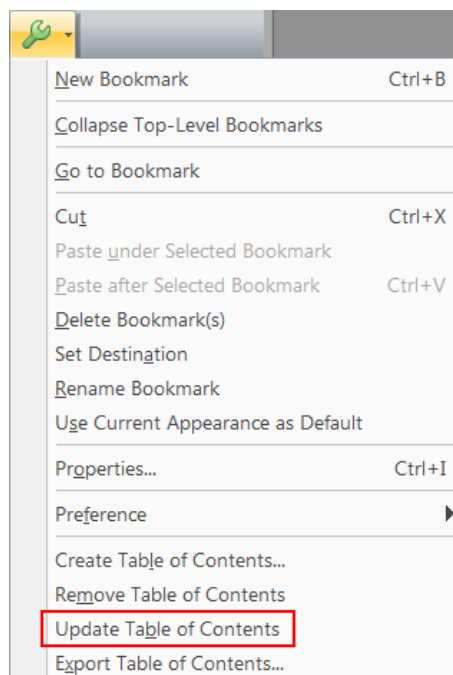 New Bookmark Ctrl+B
Collapse Top-Level Bookmarks
Go to Bookmark
Cut Ctrl+X
Paste under Selected Bookmark
Paste after Selected Bookmark Ctrl+V
Delete Bookmark(s)
Set Destination
Rename Bookmark
Use Current Appearance as Default
Properties... Ctrl+I
Preference
Create Table of Contents...
Remove Table of Contents
Update Table of Contents
Export Table of Contents...